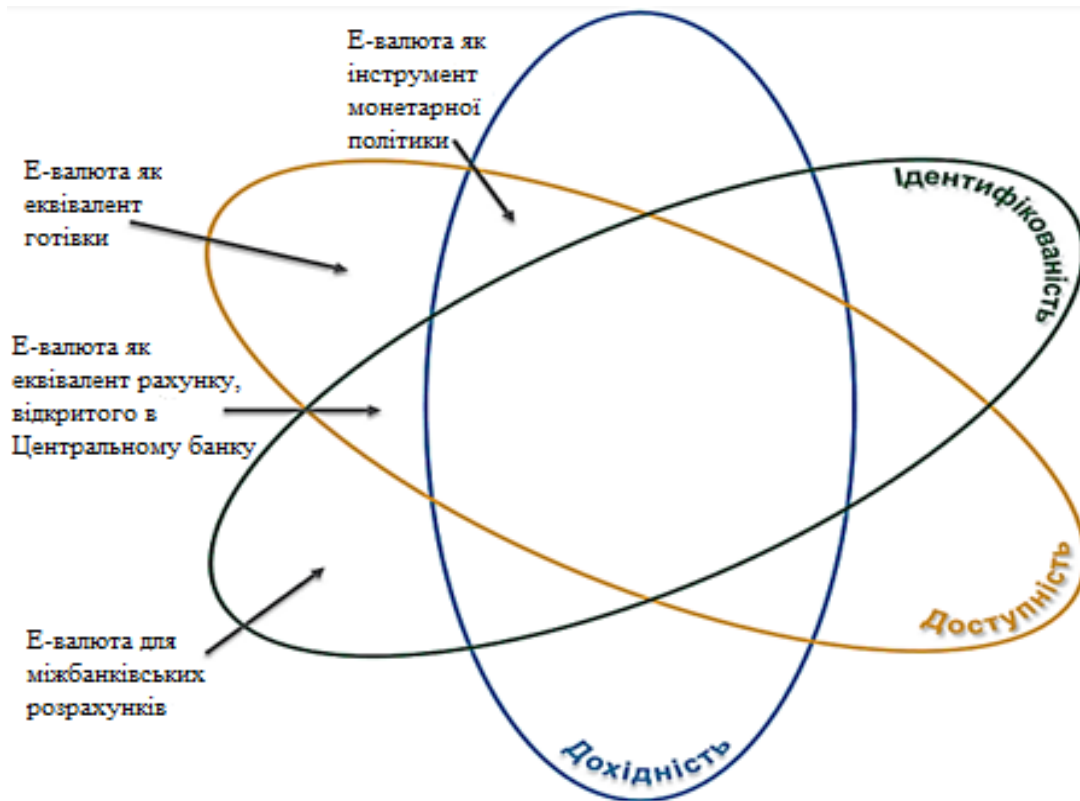 Е-валюта як
інструмент
монетарної
політики
Е-валюта як
еквівалент
готівки
Ідентифікованість
Е-валюта як
еквівалент рахунку,
відкритого в
Центральному банку
Доступність
Е-валюта для
міжбанківських
розрахунків
Дохідність